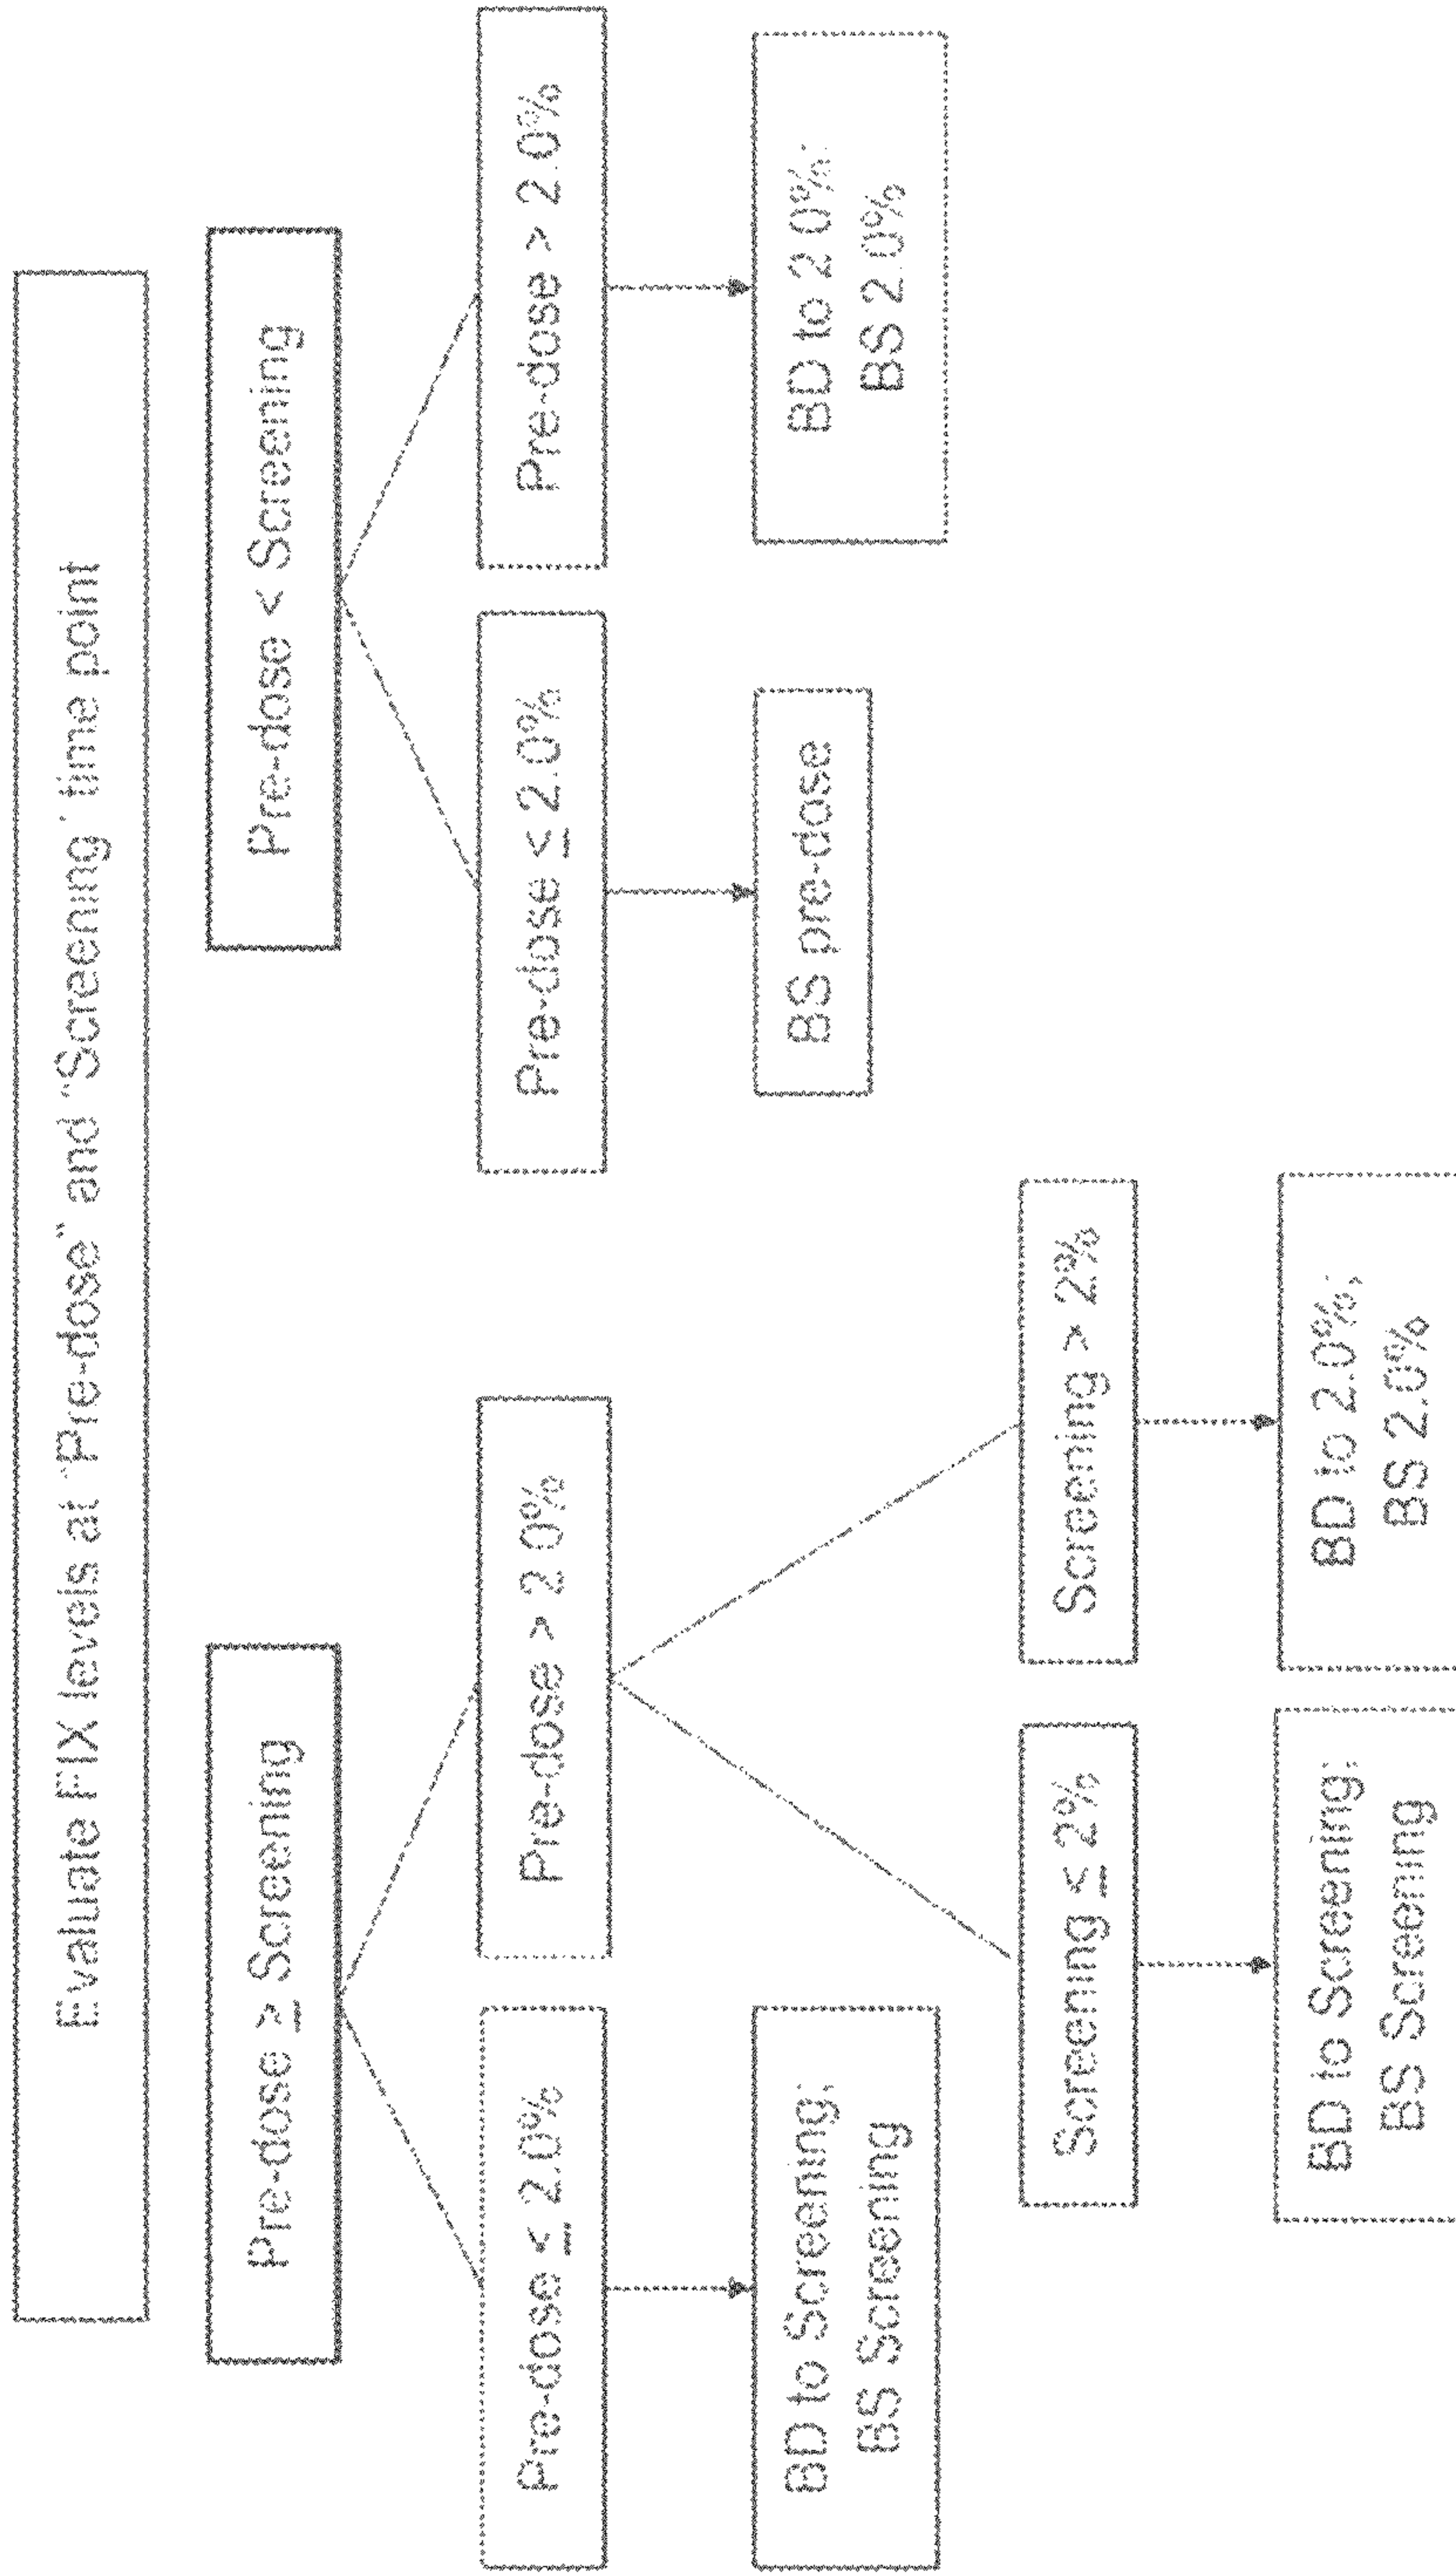 Evaluate FIX levels at “Pre-dose” and “Screening” time point
Pre-dose ≥ Screening
Pre-dose < Screening
Pre-dose ≤ 2.0%
Pre-dose > 2.0%
Pre-dose ≤ 2.0%
Pre-dose > 2.0%
BD to Screening;
BS Screening
BS pre-dose
BD to 2.0%;
BS 2.0%
Screening ≤ 2%
Screening > 2%
BD to Screening;
BS Screening
BD to 2.0%;
BS 2.0%